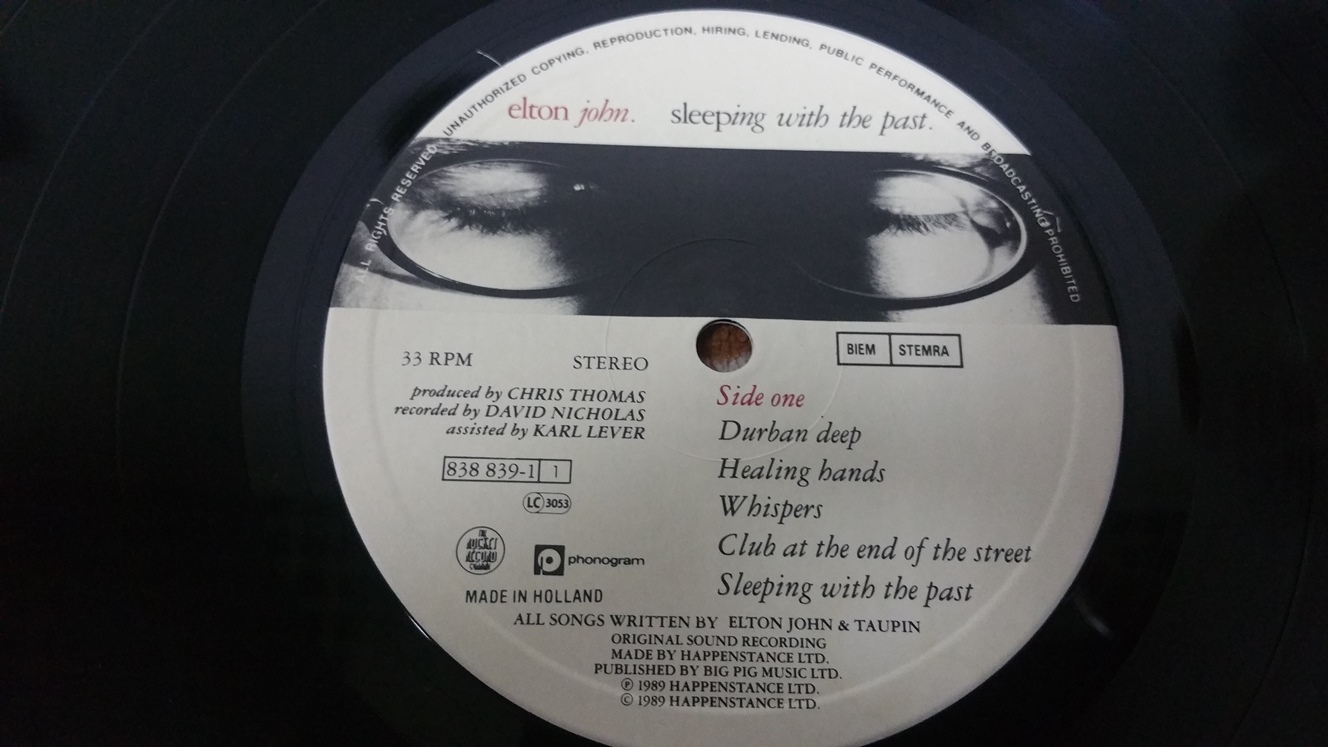 ALL RIGHTS RESERVED. UNAUTHORIZED COPYING, REPRODUCTION, HIRING, LENDING, PUBLIC PERFORMANCE AND BROADCASTING PROHIBITED
elton john. sleeping with the past.
33 RPM STEREO
BIEM STEMRA
produced by CHRIS THOMAS
recorded by DAVID NICHOLAS
assisted by KARL LEVER
838 839-1 1
LC 3053
phonogram
MADE IN HOLLAND
Side one
Durban deep
Healing hands
Whispers
Club at the end of the street
Sleeping with the past
ALL SONGS WRITTEN BY ELTON JOHN & TAUPIN
ORIGINAL SOUND RECORDING
MADE BY HAPPENSTANCE LTD.
PUBLISHED BY BIG PIG MUSIC LTD.
℗ 1989 HAPPENSTANCE LTD.
© 1989 HAPPENSTANCE LTD.